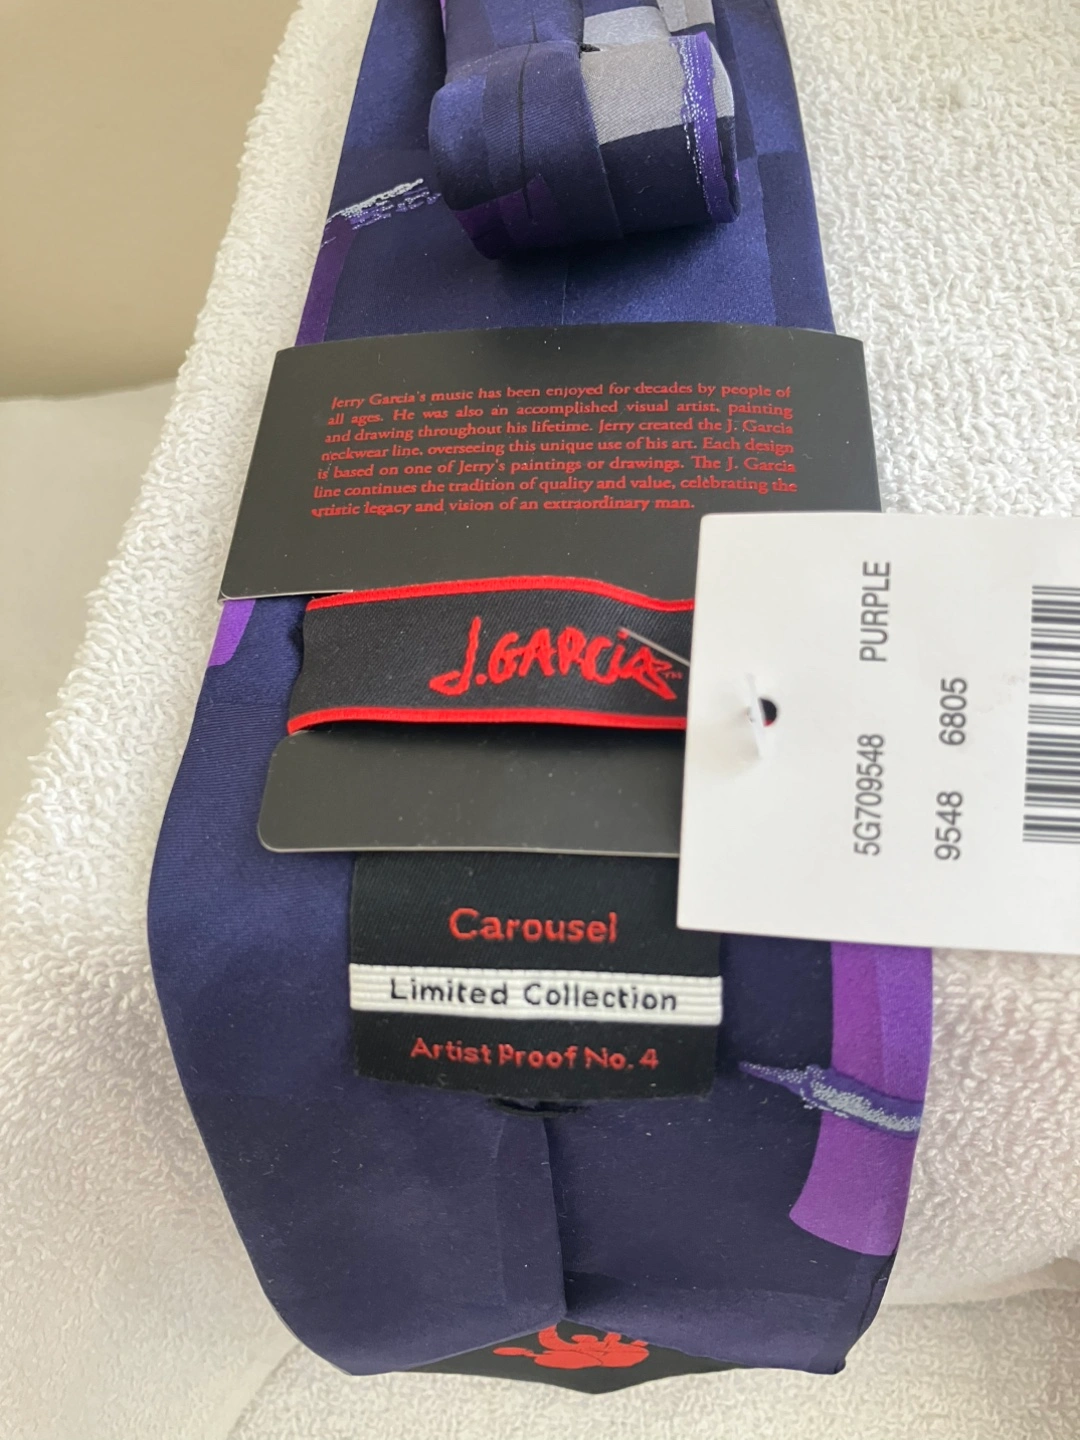 Jerry Garcia's music has been enjoyed for decades by people of
all ages. He was also an accomplished visual artist, painting
and drawing throughout his lifetime. Jerry created the J. Garcia
neckwear line, overseeing this unique use of his art. Each design
is based on one of Jerry's paintings or drawings. The J. Garcia
line continues the tradition of quality and value, celebrating the
artistic legacy and vision of an extraordinary man.
J.GARCIA™
5G709548 PURPLE
9548 6805
Carousel
Limited Collection
Artist Proof No. 4